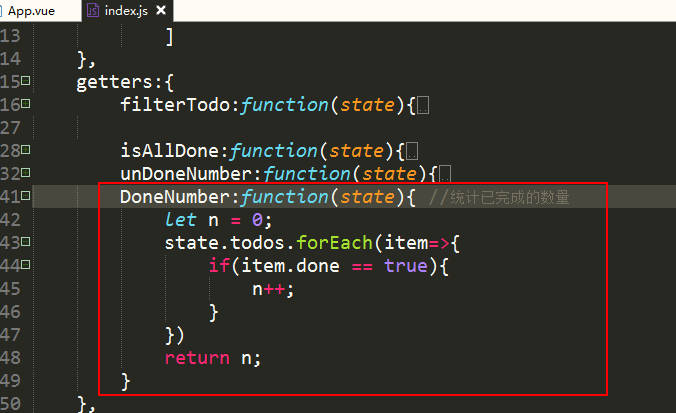 App.vue index.js ×
13 ]
14 },
15 getters:{
16 filterTodo:function(state){
27
28 isAllDone:function(state){
32 unDoneNumber:function(state){
41 DoneNumber:function(state){ //统计已完成的数量
42 let n = 0;
43 state.todos.forEach(item=>{
44 if(item.done == true){
45 n++;
46 }
47 })
48 return n;
49 }
50 },